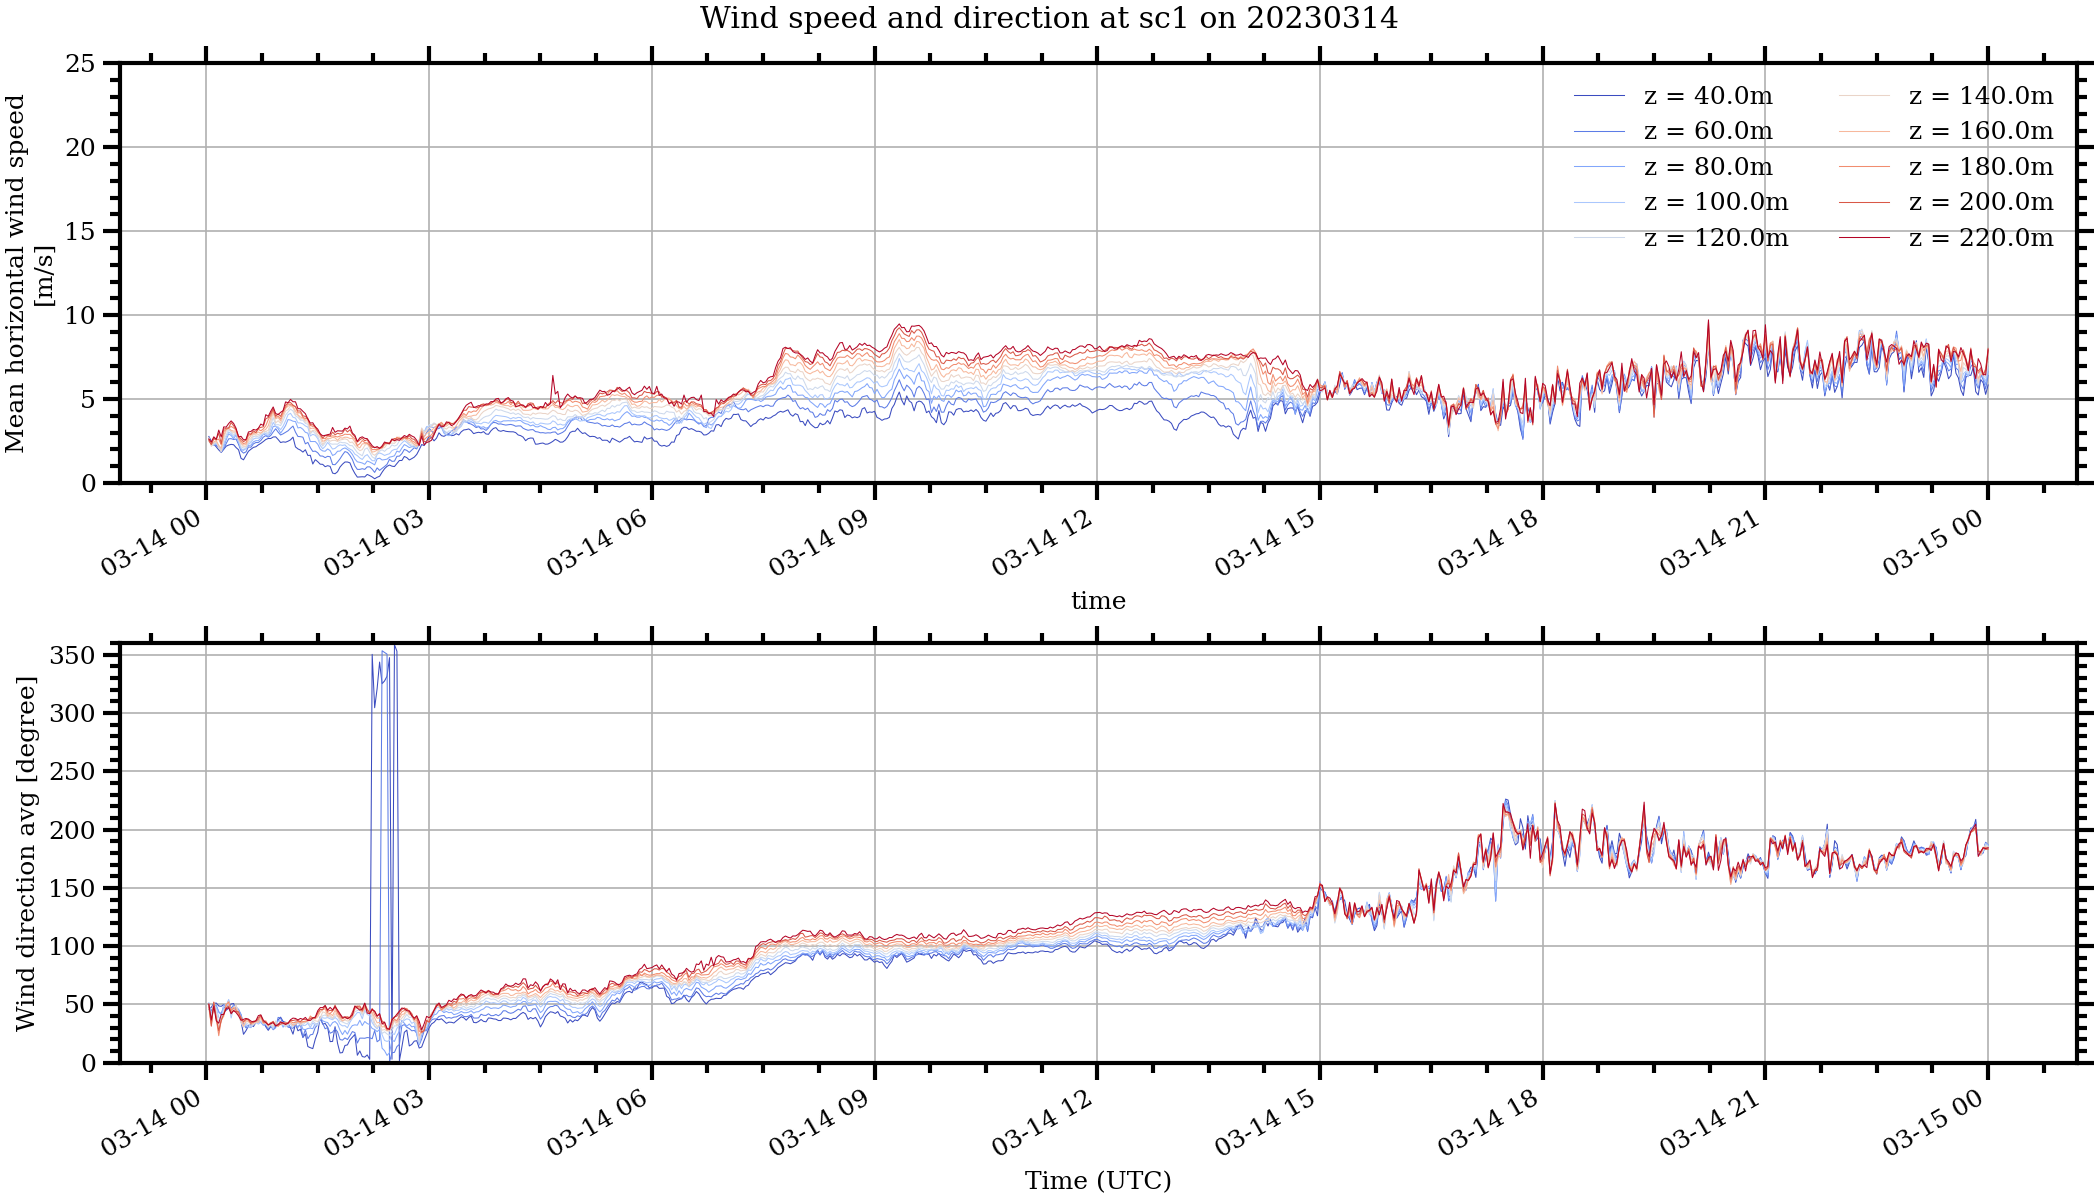 Wind speed and direction at sc1 on 20230314
Mean horizontal wind speed
[m/s]
25
20
15
10
5
0
z = 40.0m
z = 60.0m
z = 80.0m
z = 100.0m
z = 120.0m
z = 140.0m
z = 160.0m
z = 180.0m
z = 200.0m
z = 220.0m
03-14 00
03-14 03
03-14 06
03-14 09
03-14 12
03-14 15
03-14 18
03-14 21
03-15 00
time
Wind direction avg [degree]
350
300
250
200
150
100
50
0
03-14 00
03-14 03
03-14 06
03-14 09
03-14 12
03-14 15
03-14 18
03-14 21
03-15 00
Time (UTC)